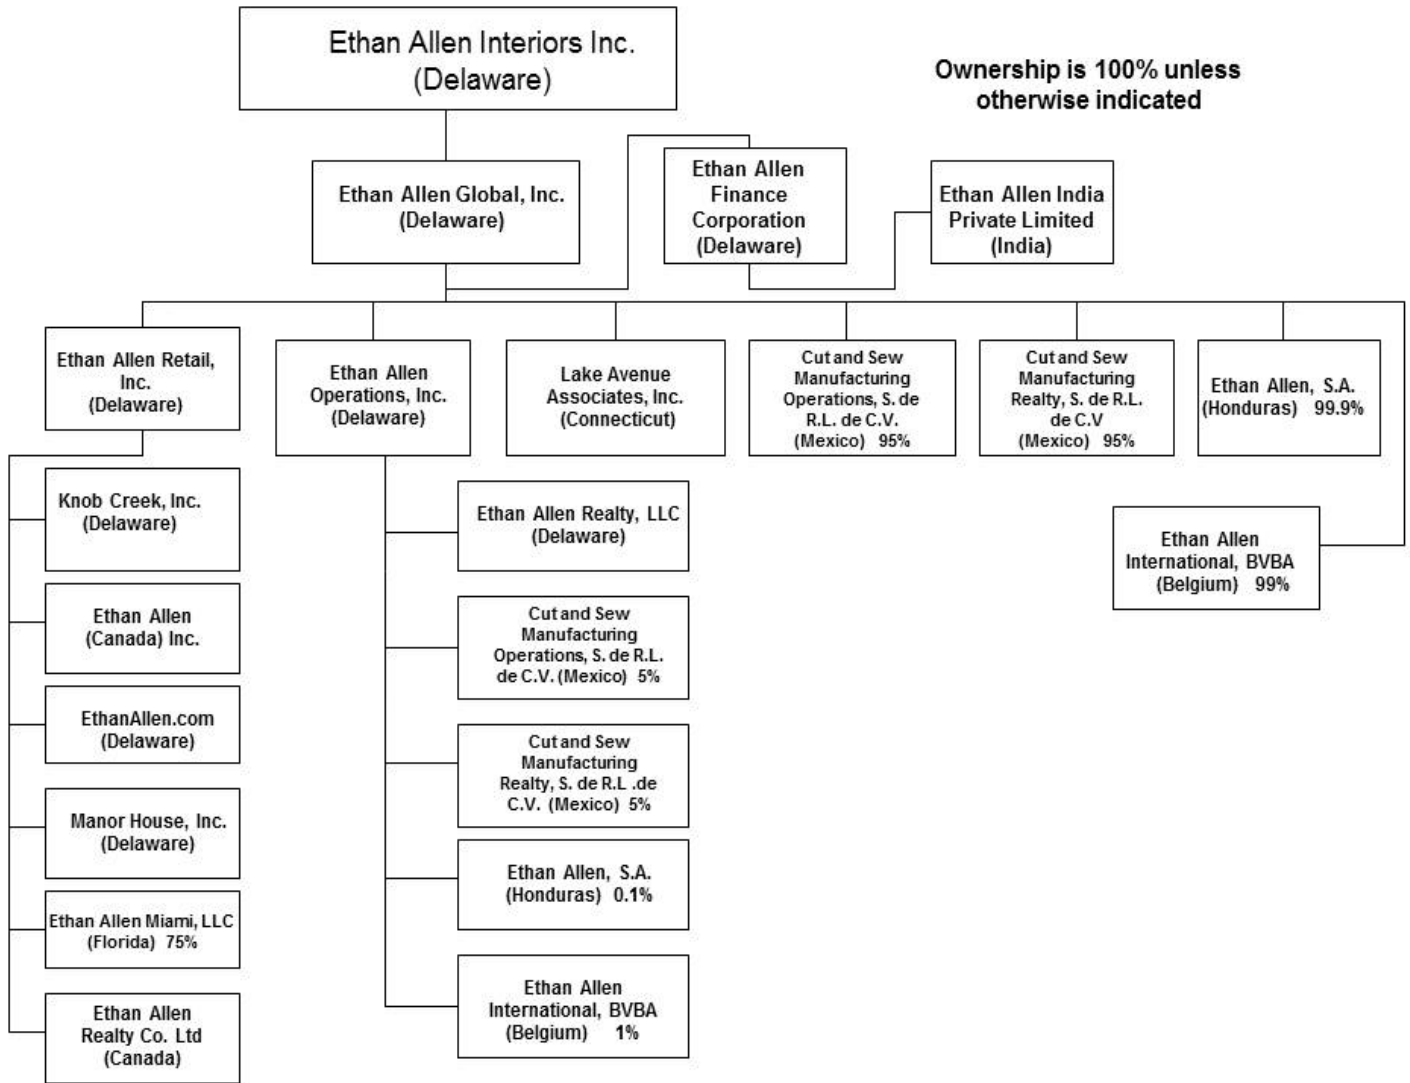 Ethan Allen Interiors Inc.
(Delaware)
Ownership is 100% unless
otherwise indicated
Ethan Allen Global, Inc.
(Delaware)
Ethan Allen
Finance
Corporation
(Delaware)
Ethan Allen India
Private Limited
(India)
Ethan Allen Retail,
Inc.
(Delaware)
Ethan Allen
Operations, Inc.
(Delaware)
Lake Avenue
Associates, Inc.
(Connecticut)
Cut and Sew
Manufacturing
Operations, S. de
R.L. de C.V.
(Mexico) 95%
Cut and Sew
Manufacturing
Realty, S. de R.L.
de C.V
(Mexico) 95%
Ethan Allen, S.A.
(Honduras) 99.9%
Knob Creek, Inc.
(Delaware)
Ethan Allen
(Canada) Inc.
EthanAllen.com
(Delaware)
Manor House, Inc.
(Delaware)
Ethan Allen Miami, LLC
(Florida) 75%
Ethan Allen
Realty Co. Ltd
(Canada)
Ethan Allen Realty, LLC
(Delaware)
Cut and Sew
Manufacturing
Operations, S. de R.L.
de C.V. (Mexico) 5%
Cut and Sew
Manufacturing
Realty, S. de R.L .de
C.V. (Mexico) 5%
Ethan Allen, S.A.
(Honduras) 0.1%
Ethan Allen
International, BVBA
(Belgium) 1%
Ethan Allen
International, BVBA
(Belgium) 99%